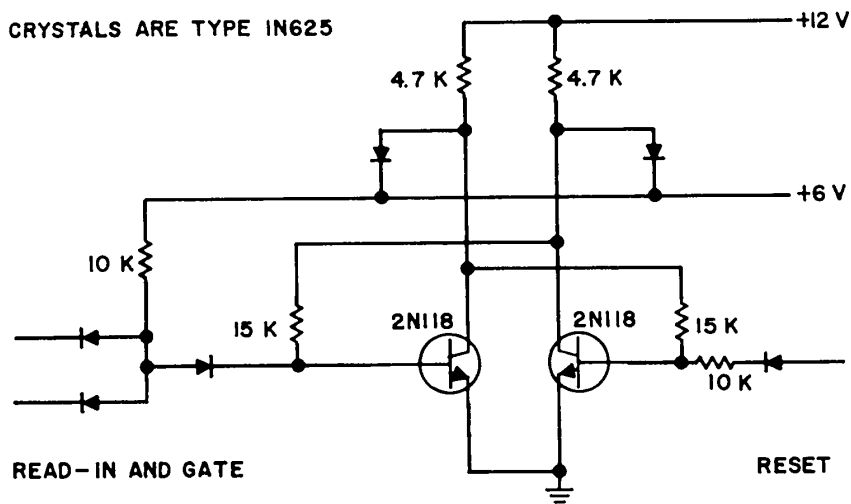 CRYSTALS ARE TYPE IN625
+12 V
4.7 K
4.7 K
+6 V
10 K
15 K
2N118
2N118
15 K
10 K
READ-IN AND GATE
RESET